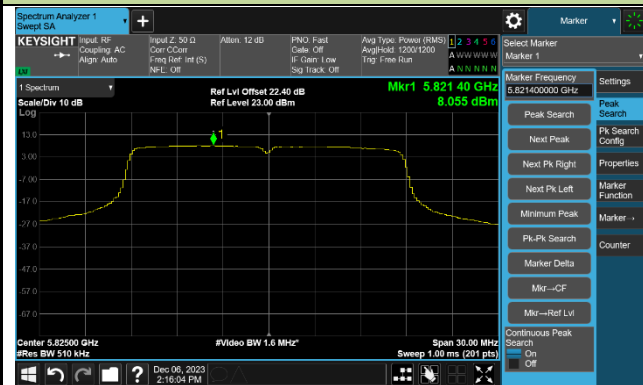 Spectrum Analyzer 1
Swept SA
Marker
KEYSIGHT
Input: RF
Coupling: AC
Align: Auto
Input Z: 50 Ω
Corr CCorr
Freq Ref: Int (S)
NFE: Off
Atten: 12 dB
PNO: Fast
Gate: Off
IF Gain: Low
Sig Track: Off
Avg Type: Power (RMS)
Avg|Hold: 1200/1200
Trig: Free Run
1 2 3 4 5 6
A W W W W W
A N N N N N
LXI
Select Marker
Marker 1
1 Spectrum
Scale/Div 10 dB
Log
Ref Lvl Offset 22.40 dB
Ref Level 23.00 dBm
Mkr1 5.821 40 GHz
8.055 dBm
13.0
3.00
-7.00
-17.0
-27.0
-37.0
-47.0
-57.0
-67.0
1
Center 5.82500 GHz
#Res BW 510 kHz
#Video BW 1.6 MHz*
Span 30.00 MHz
Sweep 1.00 ms (201 pts)
Marker Frequency
5.821400000 GHz
Peak Search
Next Peak
Next Pk Right
Next Pk Left
Minimum Peak
Pk-Pk Search
Marker Delta
Mkr→CF
Mkr→Ref Lvl
Continuous Peak
Search
On
Off
Settings
Peak
Search
Pk Search
Config
Properties
Marker
Function
Marker→
Counter
Dec 06, 2023
2:16:04 PM